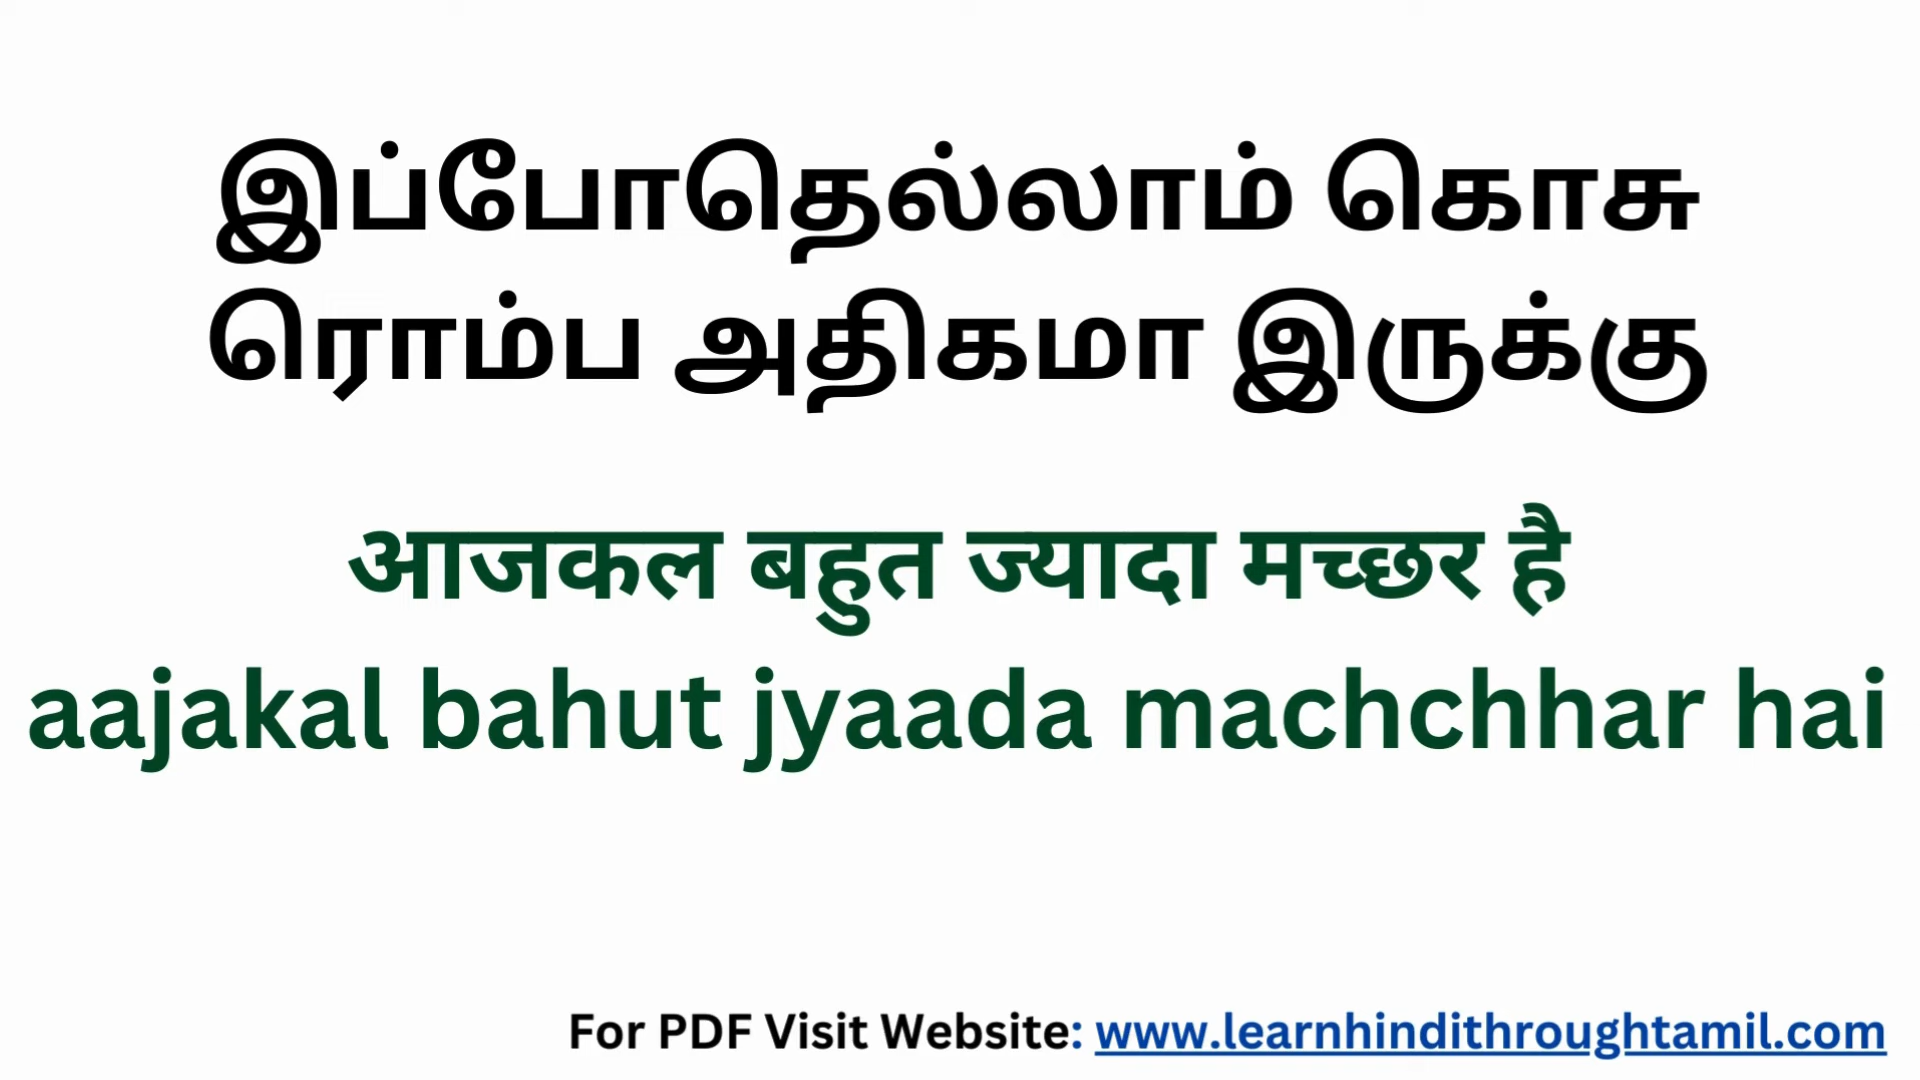 இப்போதெல்லாம் கொசு
ரொம்ப அதிகமா இருக்கு
आजकल बहुत ज्यादा मच्छर है
aajakal bahut jyaada machchhar hai
For PDF Visit Website: www.learnhindithroughtamil.com